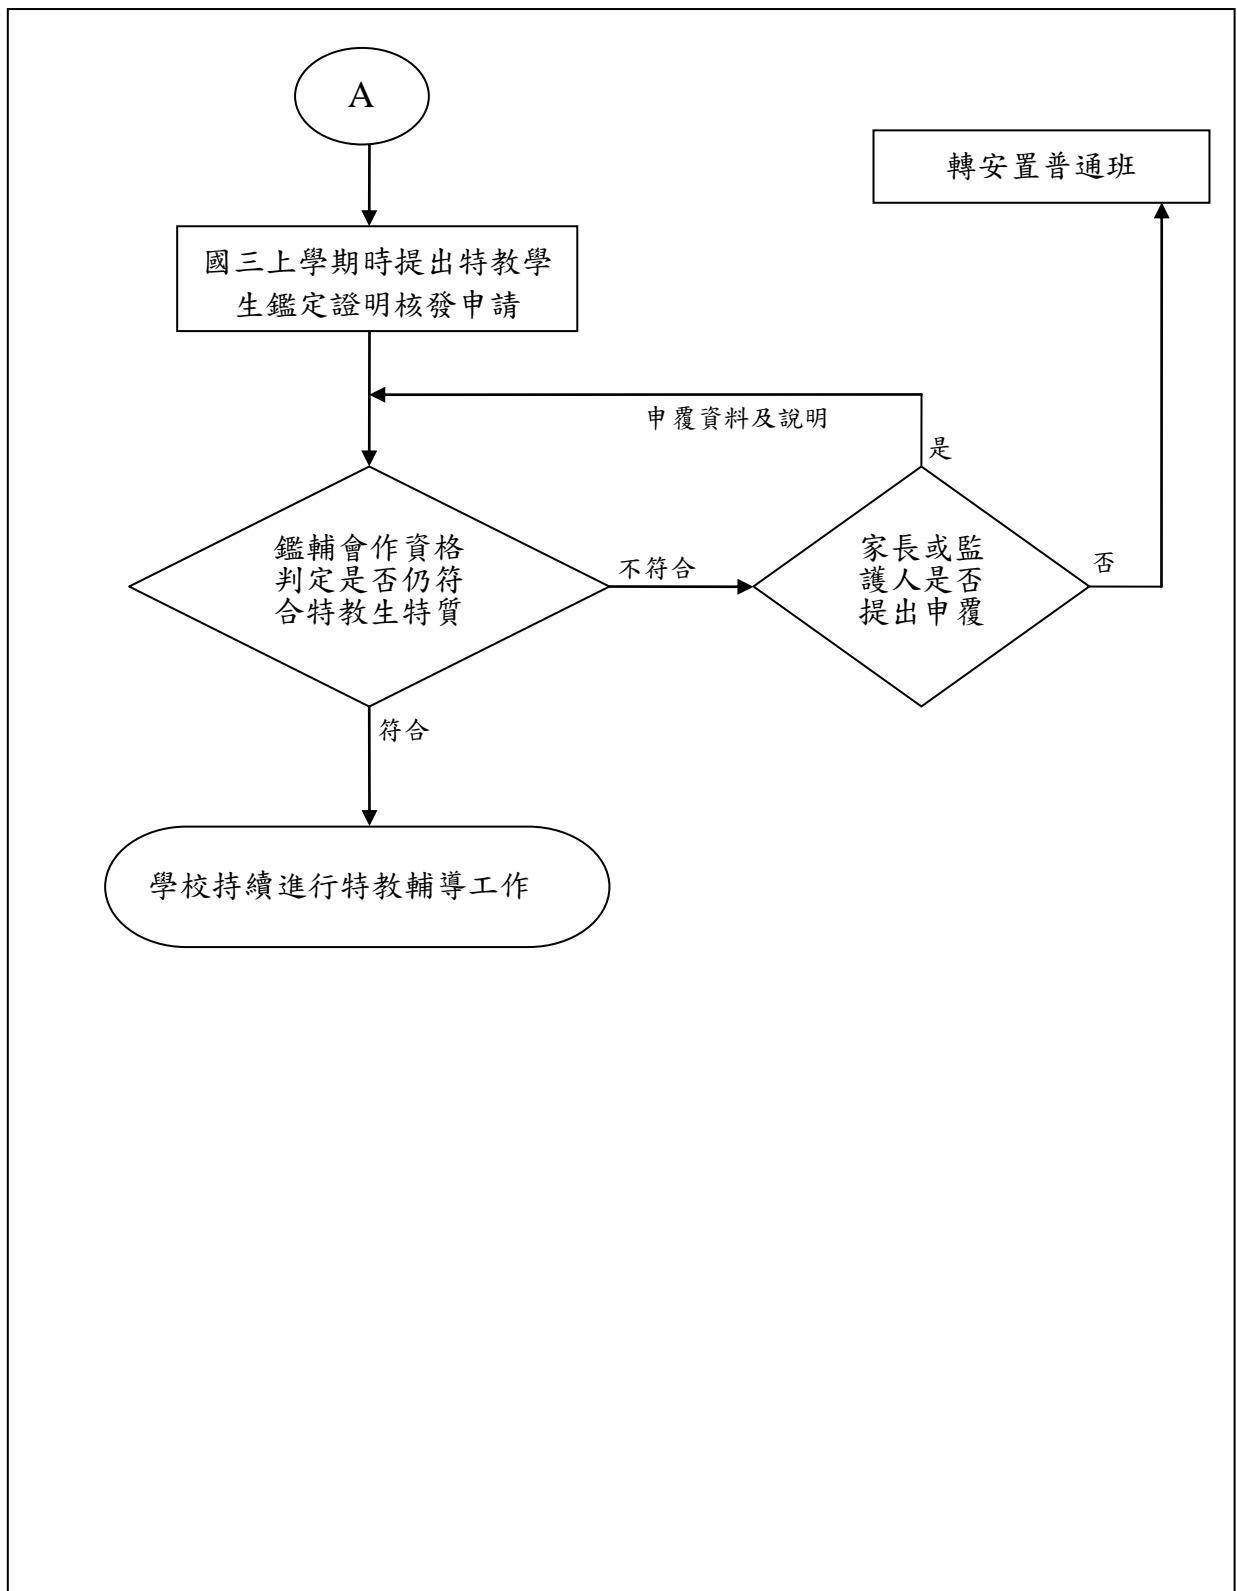 A
轉安置普通班
國三上學期時提出特教學
生鑑定證明核發申請
申覆資料及說明
是
鑑輔會作資格
判定是否仍符
合特教生特質
不符合
家長或監
護人是否
提出申覆
否
符合
學校持續進行特教輔導工作